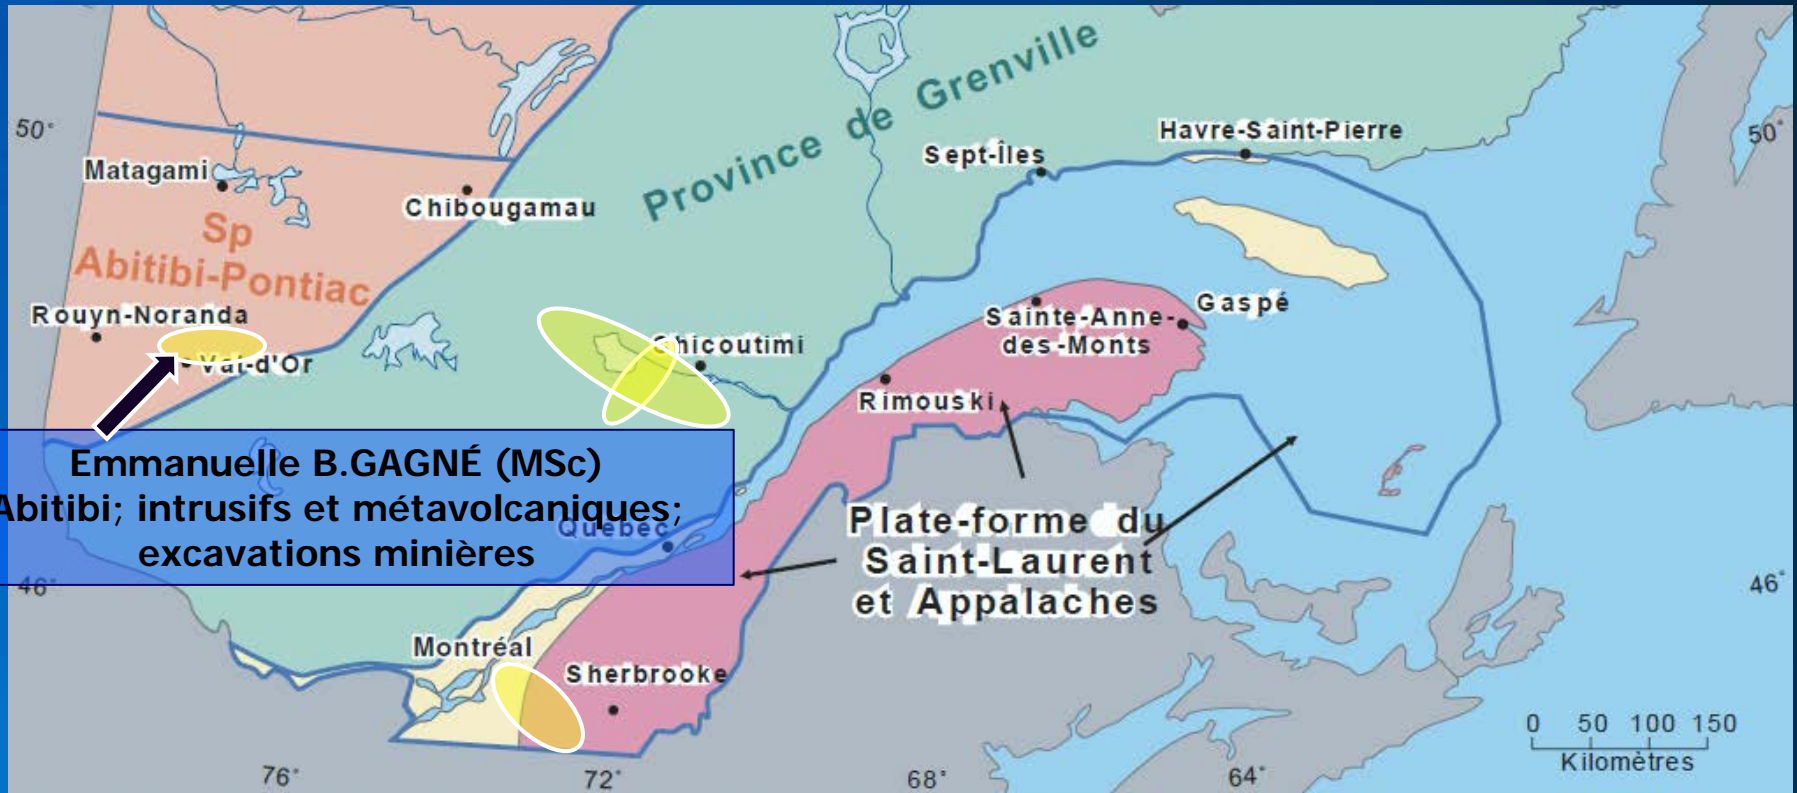 Province de Grenville
50°
50°
Havre-Saint-Pierre
Sept-Îles
Matagami
Chibougamau
Sp
Abitibi-Pontiac
Rouyn-Noranda
Val-d'Or
Chicoutimi
Gaspé
Sainte-Anne-
des-Monts
Rimouski
Emmanuelle B.GAGNÉ (MSc)
Abitibi; intrusifs et métavolcaniques;
excavations minières
Québec
Plate-forme du
Saint-Laurent
et Appalaches
46°
46°
Montréal
Sherbrooke
0 50 100 150
Kilomètres
76°
72°
68°
64°